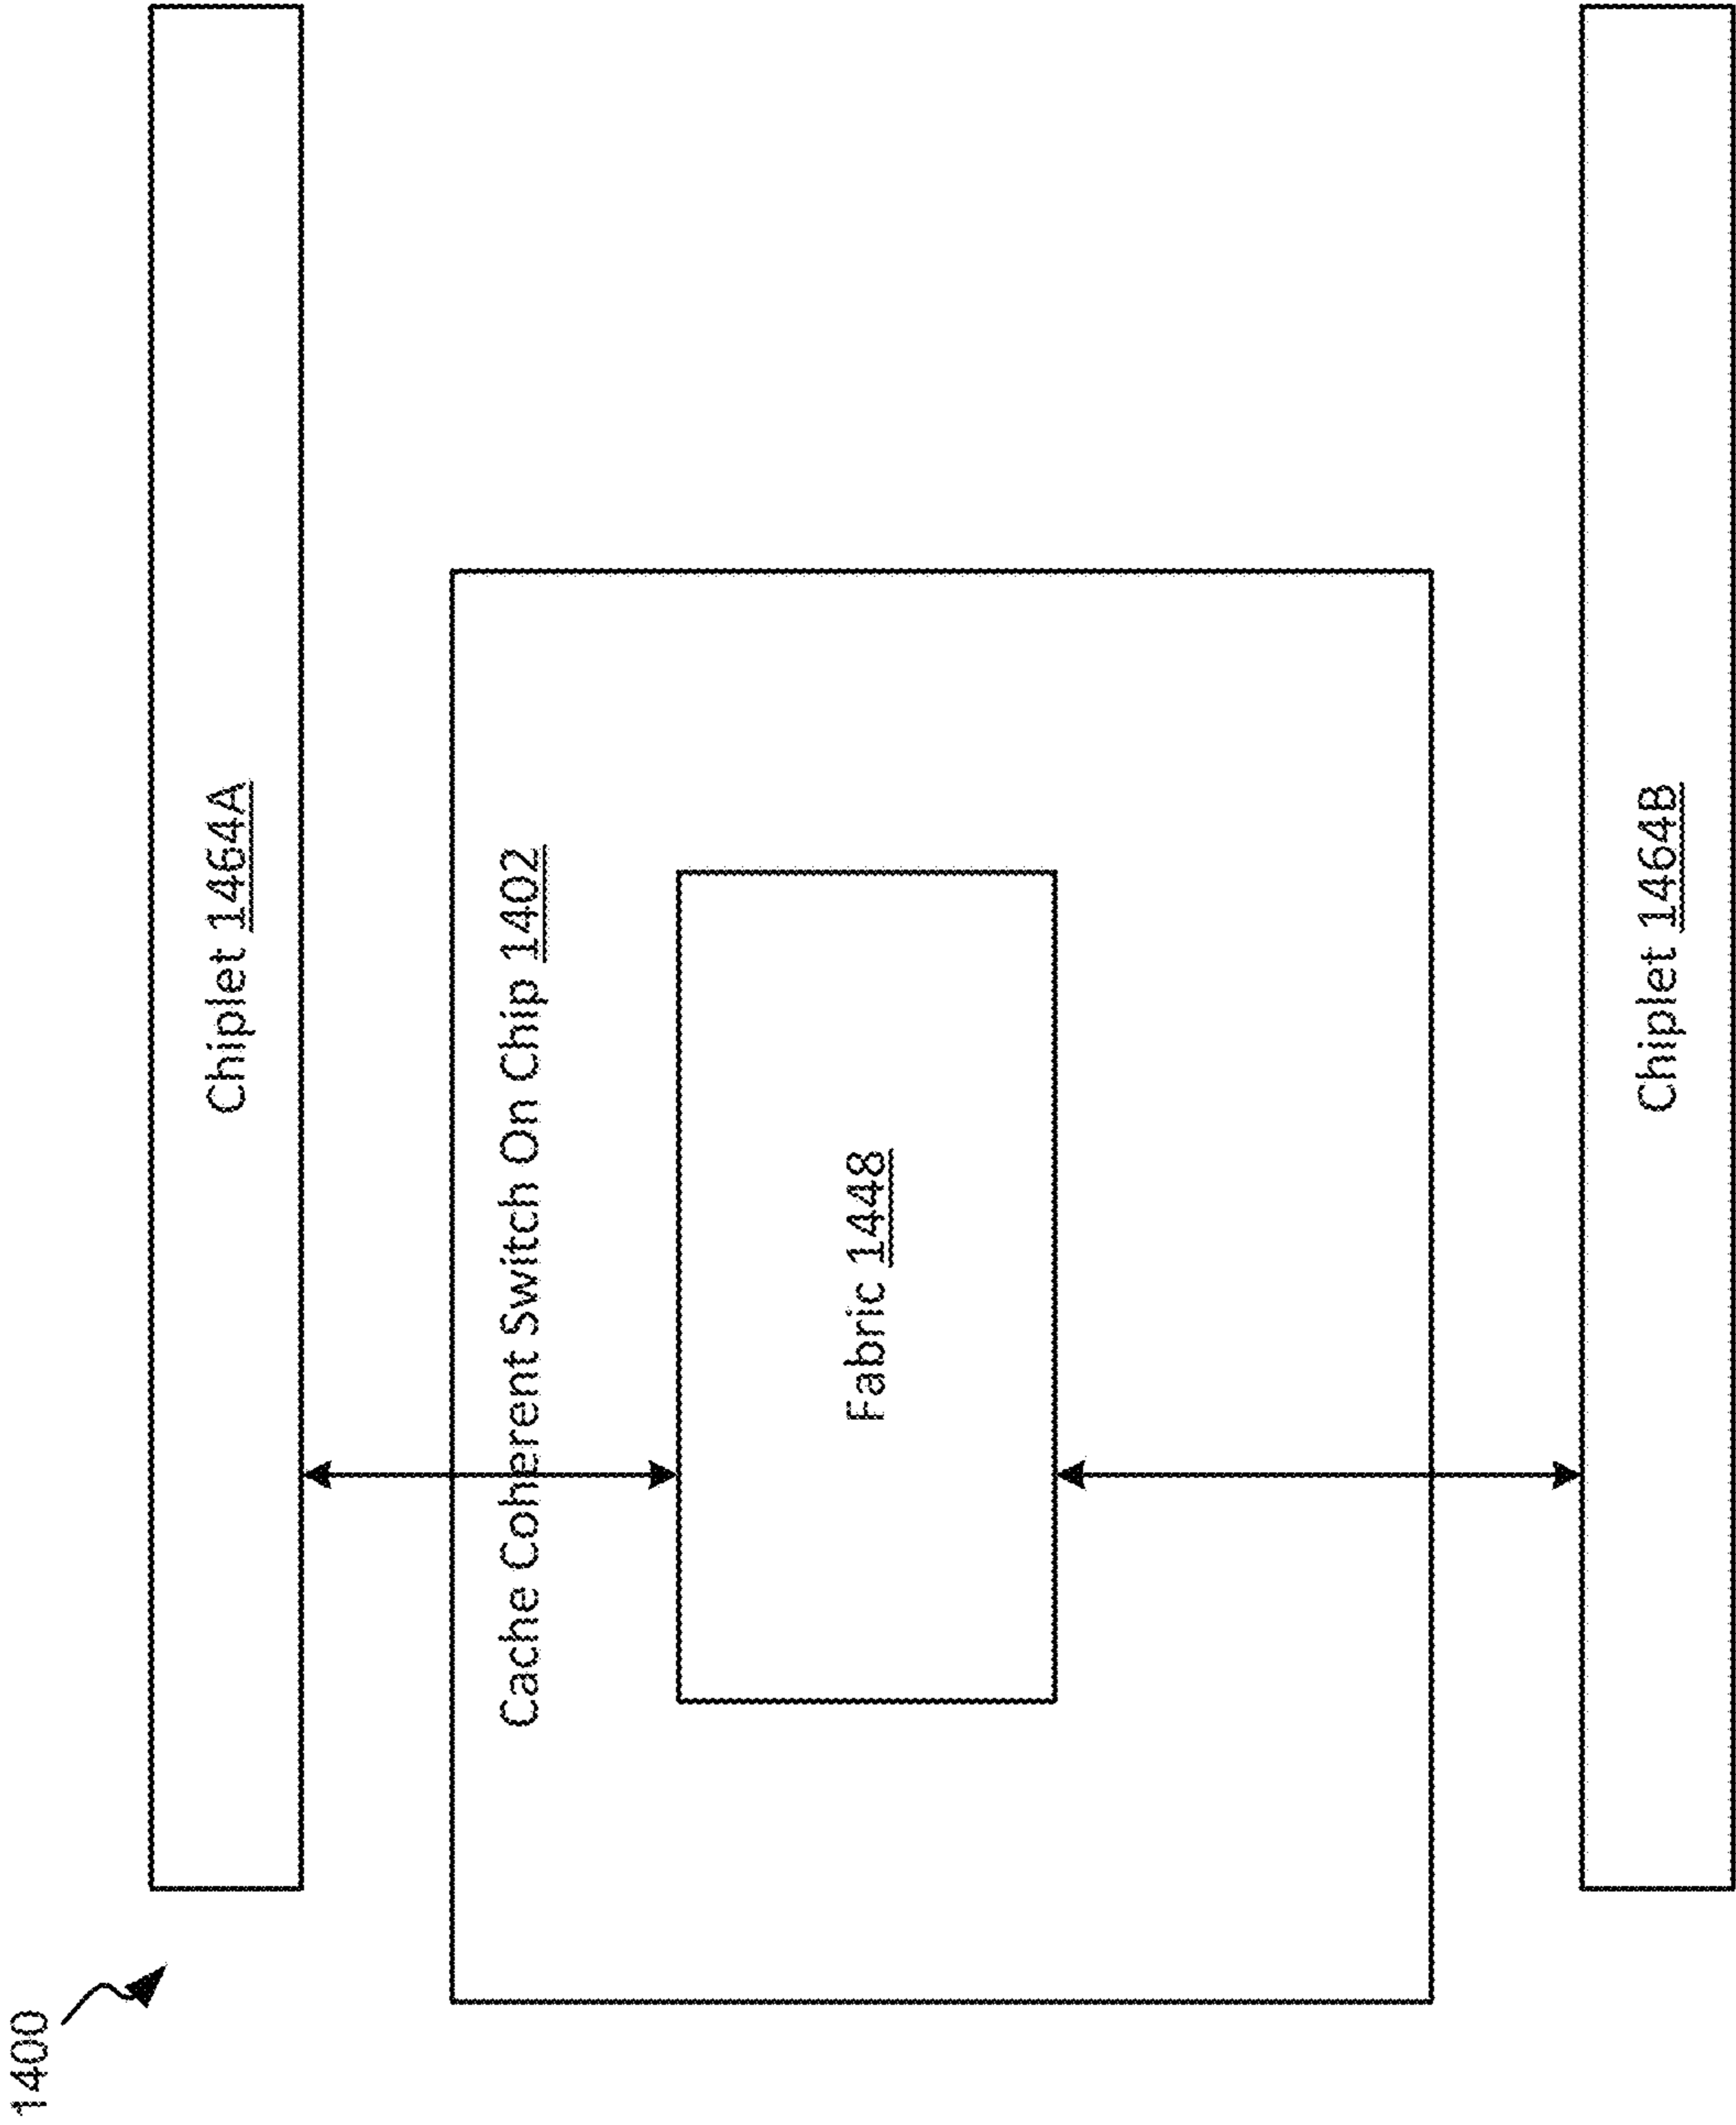 1400
Chiplet 1464A
Cache Coherent Switch On Chip 1402
Fabric 1448
Chiplet 1464B